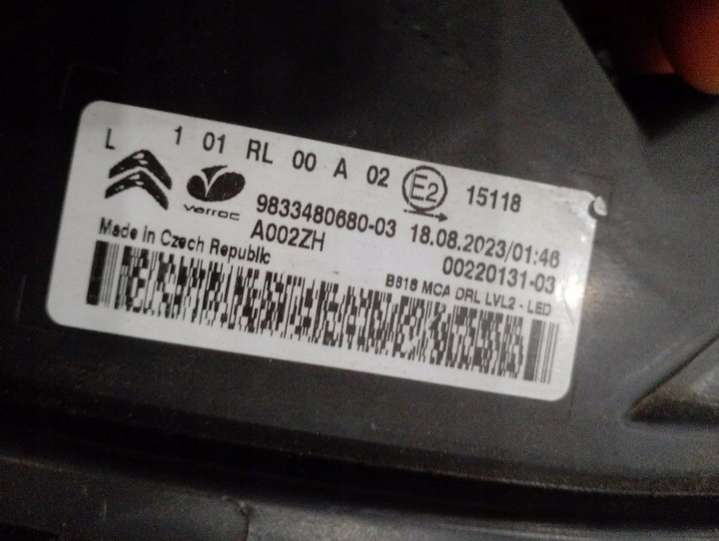 L 1 01 RL 00 A 02 E2 15118
varroc
9833480680-03 18.08.2023/01:46
A002ZH 00220131-03
Made in Czech Republic
B618 MCA DRL LVL2 - LED